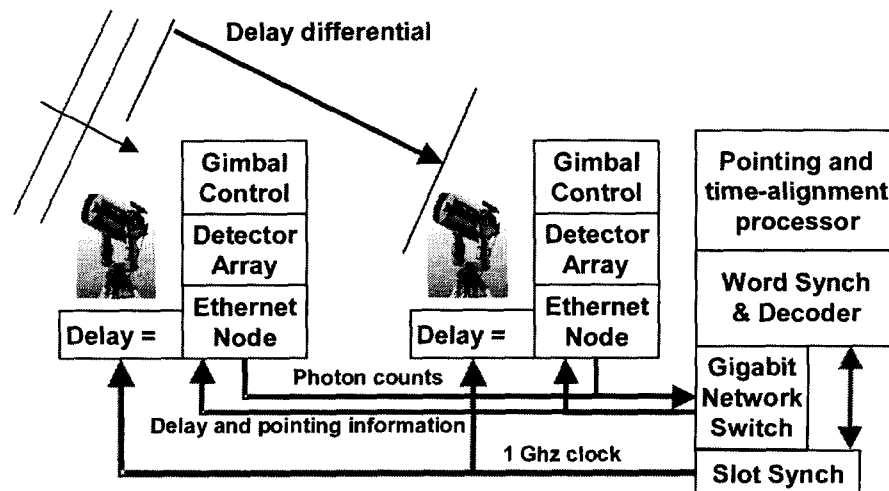 Delay differential
Gimbal
Control
Detector
Array
Ethernet
Node
Delay =
Gimbal
Control
Detector
Array
Ethernet
Node
Delay =
Pointing and
time-alignment
processor
Word Synch
& Decoder
Gigabit
Network
Switch
Slot Synch
Photon counts
Delay and pointing information
1 Ghz clock